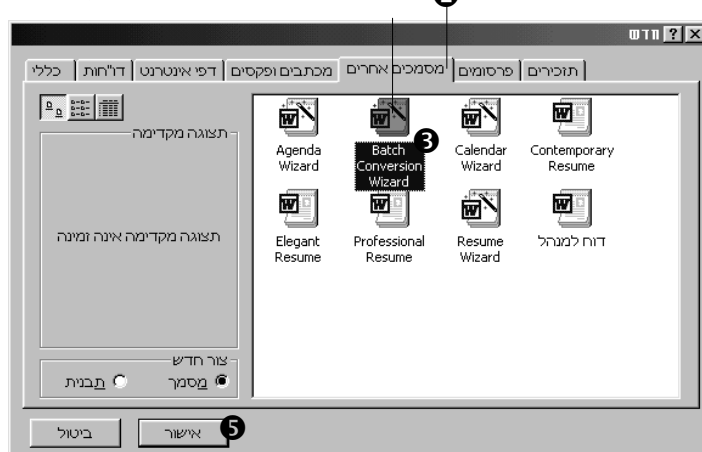 חדש
כללי דו"חות דפי אינטרנט מכתבים ופקסים מסמכים אחרים פרסומים תזכירים
תצוגה מקדימה
תצוגה מקדימה אינה זמינה
Agenda Wizard
Batch Conversion Wizard
❸
Calendar Wizard
Contemporary Resume
Elegant Resume
Professional Resume
Resume Wizard
דוח למנהל
צור חדש
מסמך
תבנית
אישור
❺
ביטול